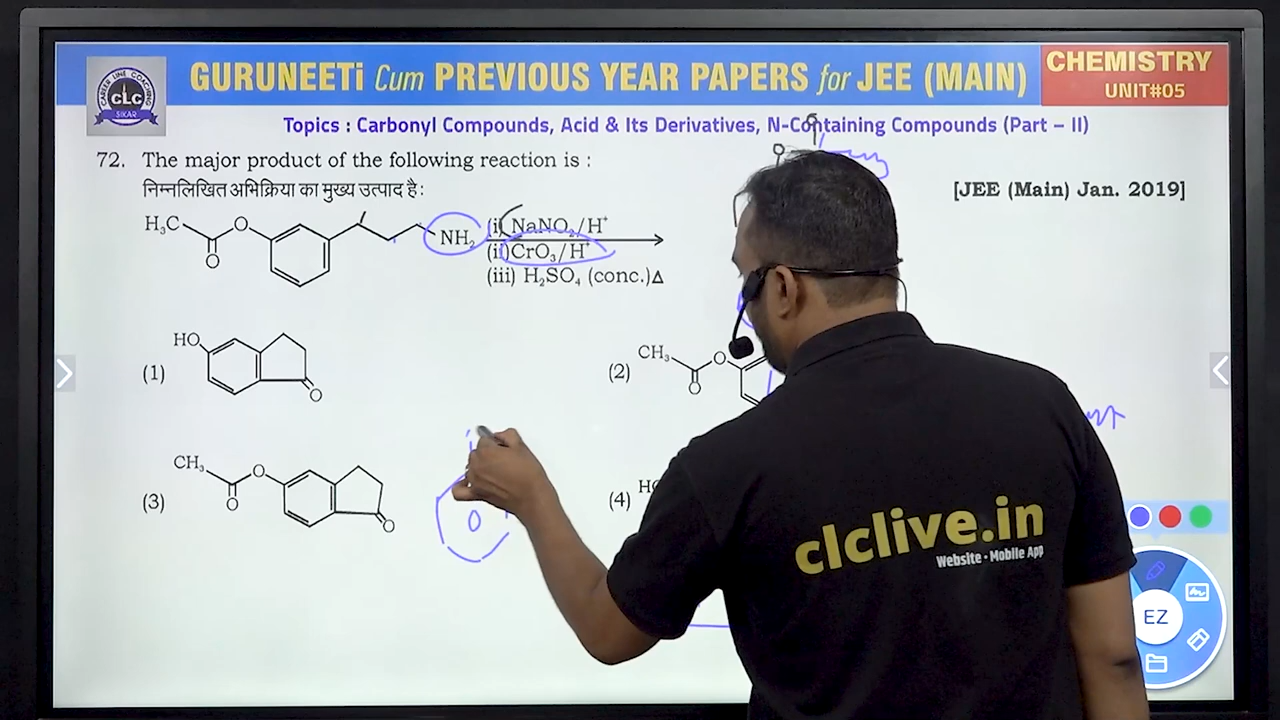 GURUNEETi Cum PREVIOUS YEAR PAPERS for JEE (MAIN)
CHEMISTRY
UNIT#05
CAREER LINE COACHING
CLC
SIKAR
Topics : Carbonyl Compounds, Acid & Its Derivatives, N-Containing Compounds (Part – II)
72. The major product of the following reaction is :
निम्नलिखित अभिक्रिया का मुख्य उत्पाद है:
[JEE (Main) Jan. 2019]
H₃C O O NH₂
(i) NaNO₂/H⁺
(ii) CrO₃/H⁺
(iii) H₂SO₄ (conc.)Δ
(1) HO O
(2) CH₃ O O
(3) CH₃ O O O
(4)
clclive.in
Website • Mobile App
EZ